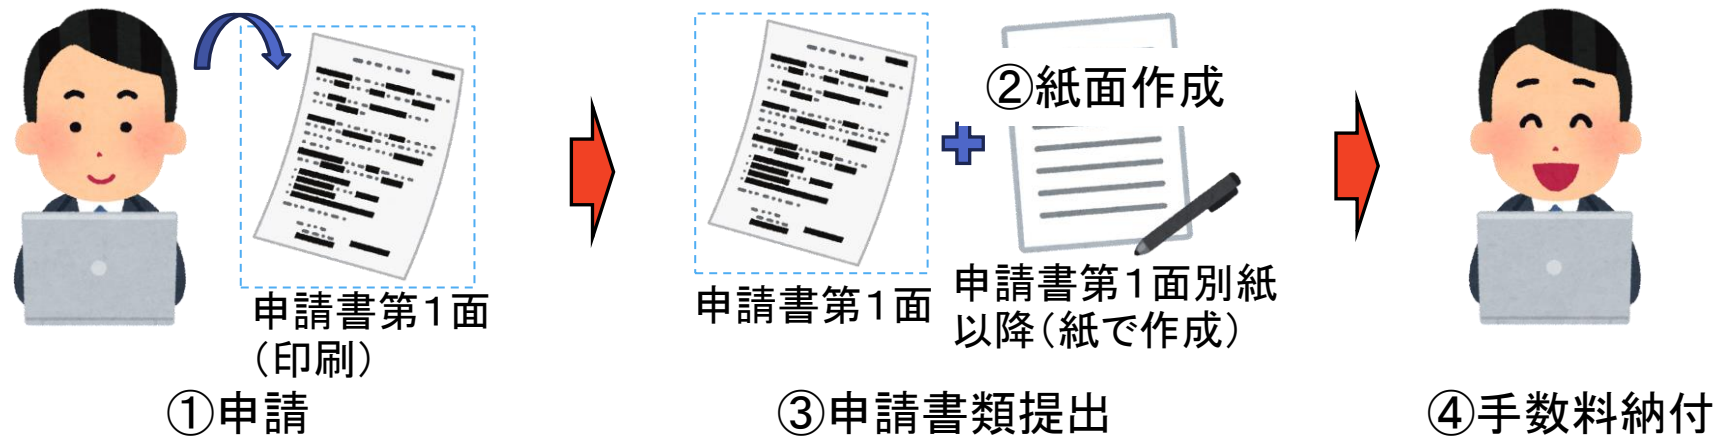 申請書第1面
(印刷)
①申請
②紙面作成
申請書第1面
申請書第1面別紙
以降(紙で作成)
③申請書類提出
④手数料納付